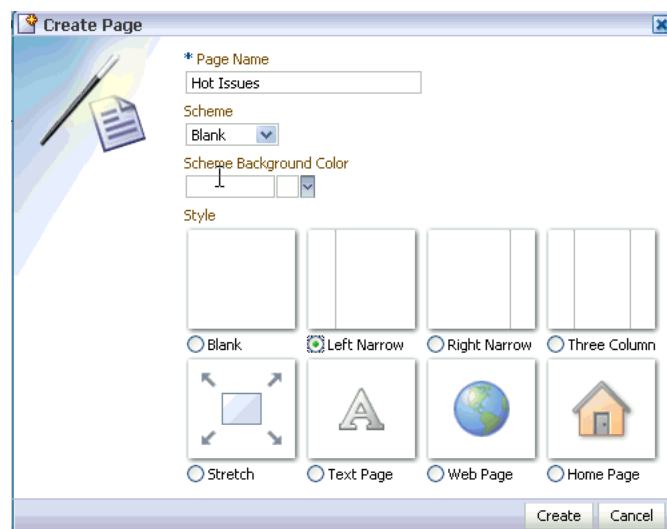 Create Page
* Page Name
Hot Issues
Scheme
Blank
Scheme Background Color
Style
Blank Left Narrow Right Narrow Three Column
A
Stretch Text Page Web Page Home Page
Create Cancel